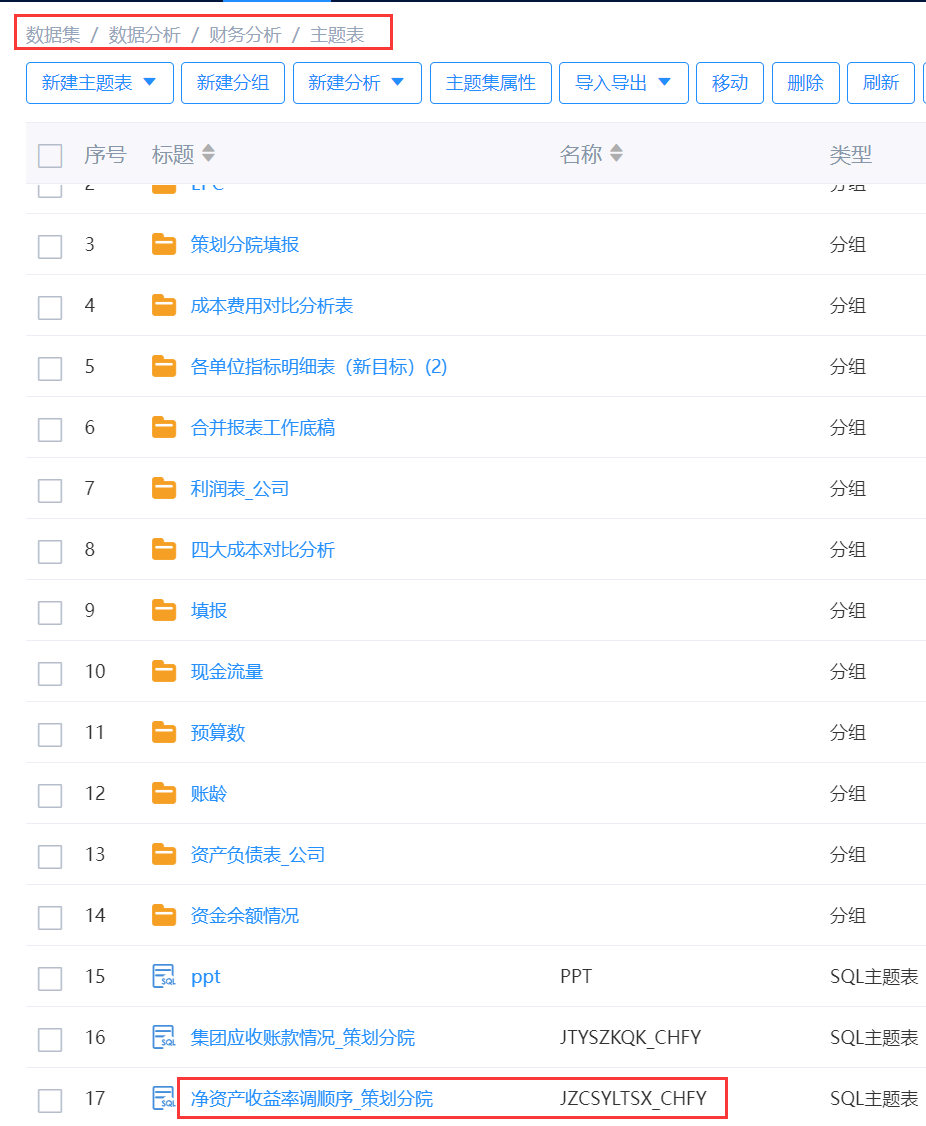 数据集 / 数据分析 / 财务分析 / 主题表
新建主题表 新建分组 新建分析 主题集属性 导入导出 移动 删除 刷新
序号 标题 名称 类型
2 EPC 分组
3 策划分院填报 分组
4 成本费用对比分析表 分组
5 各单位指标明细表（新目标）(2) 分组
6 合并报表工作底稿 分组
7 利润表_公司 分组
8 四大成本对比分析 分组
9 填报 分组
10 现金流量 分组
11 预算数 分组
12 账龄 分组
13 资产负债表_公司 分组
14 资金余额情况 分组
15 SQL ppt PPT SQL主题表
16 SQL 集团应收账款情况_策划分院 JTYSZKQK_CHFY SQL主题表
17 SQL 净资产收益率调顺序_策划分院 JZCSYLTSX_CHFY SQL主题表